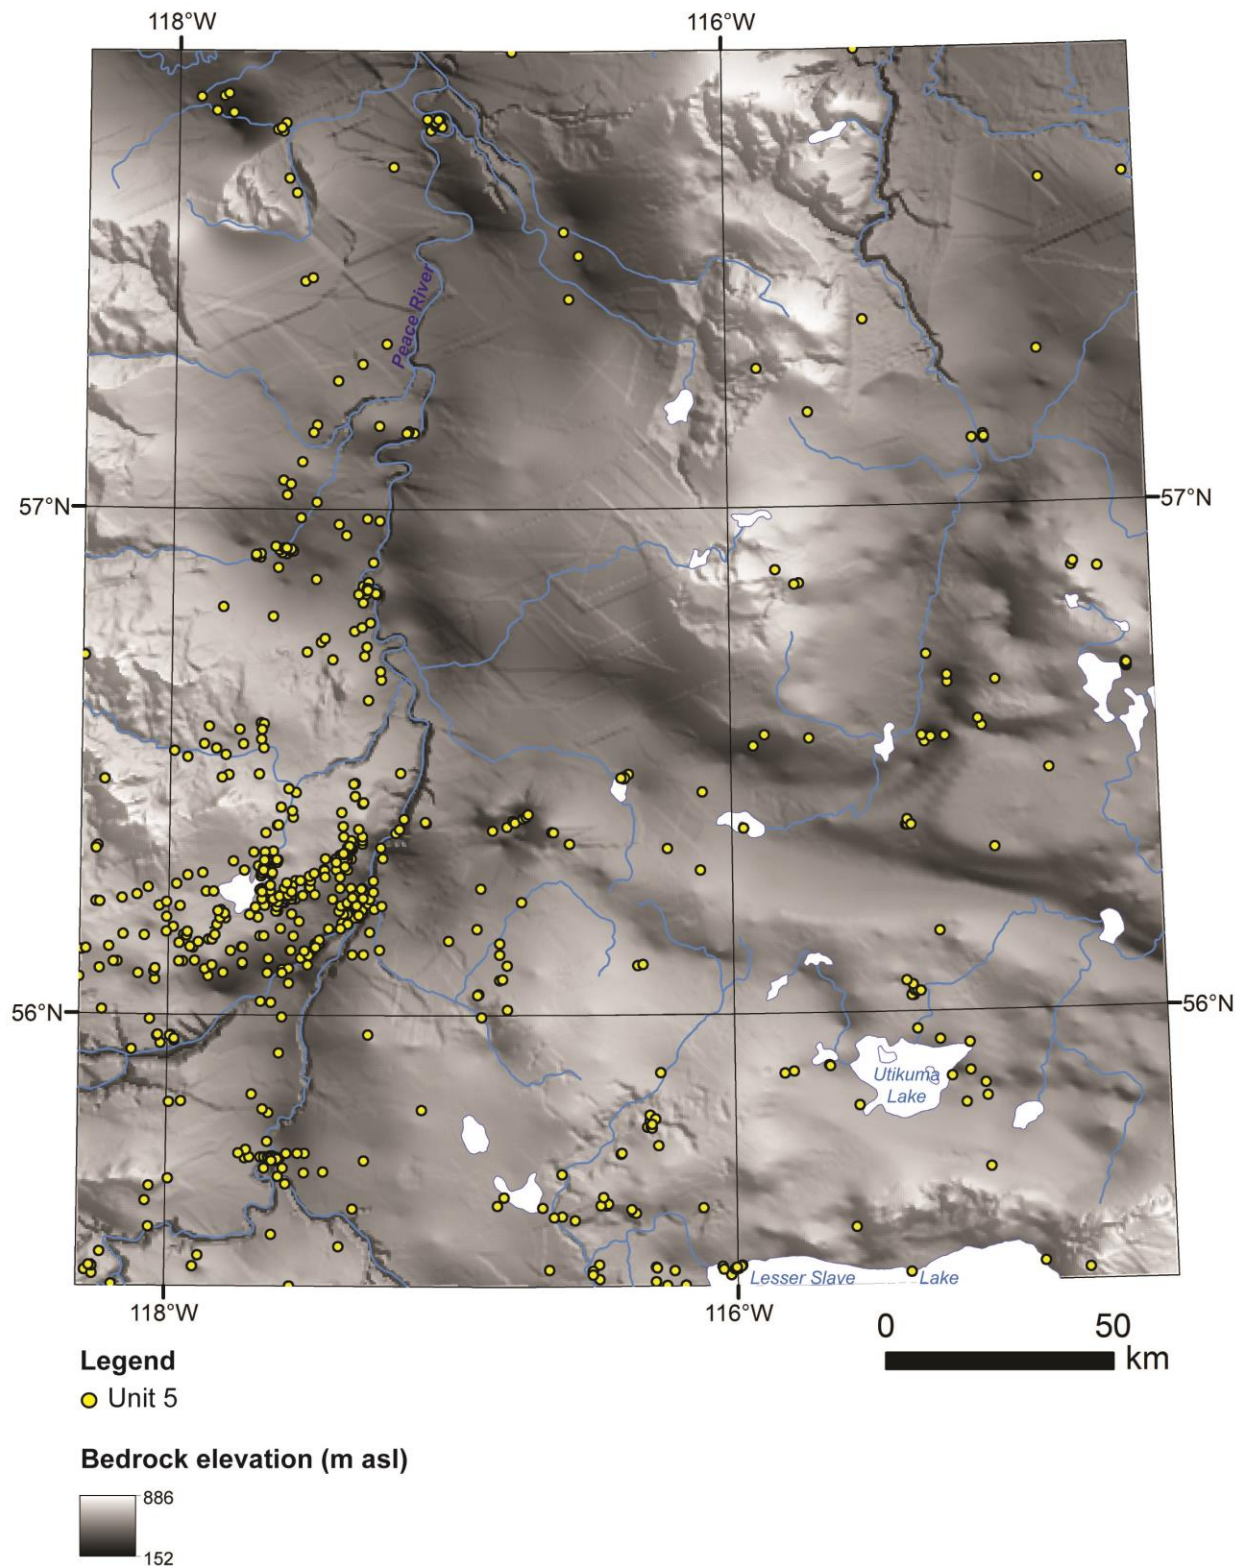 118°W
116°W
Peace River
57°N
57°N
56°N
56°N
Utikuma
Lake
Lesser Slave Lake
118°W
116°W
0 50
km
Legend
Unit 5
Bedrock elevation (m asl)
886
152